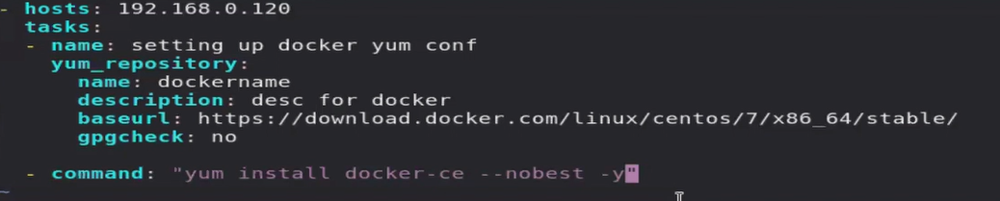 - hosts: 192.168.0.120
  tasks:
  - name: setting up docker yum conf
    yum_repository:
      name: dockername
      description: desc for docker
      baseurl: https://download.docker.com/linux/centos/7/x86_64/stable/
      gpgcheck: no

  - command: "yum install docker-ce --nobest -y"
~